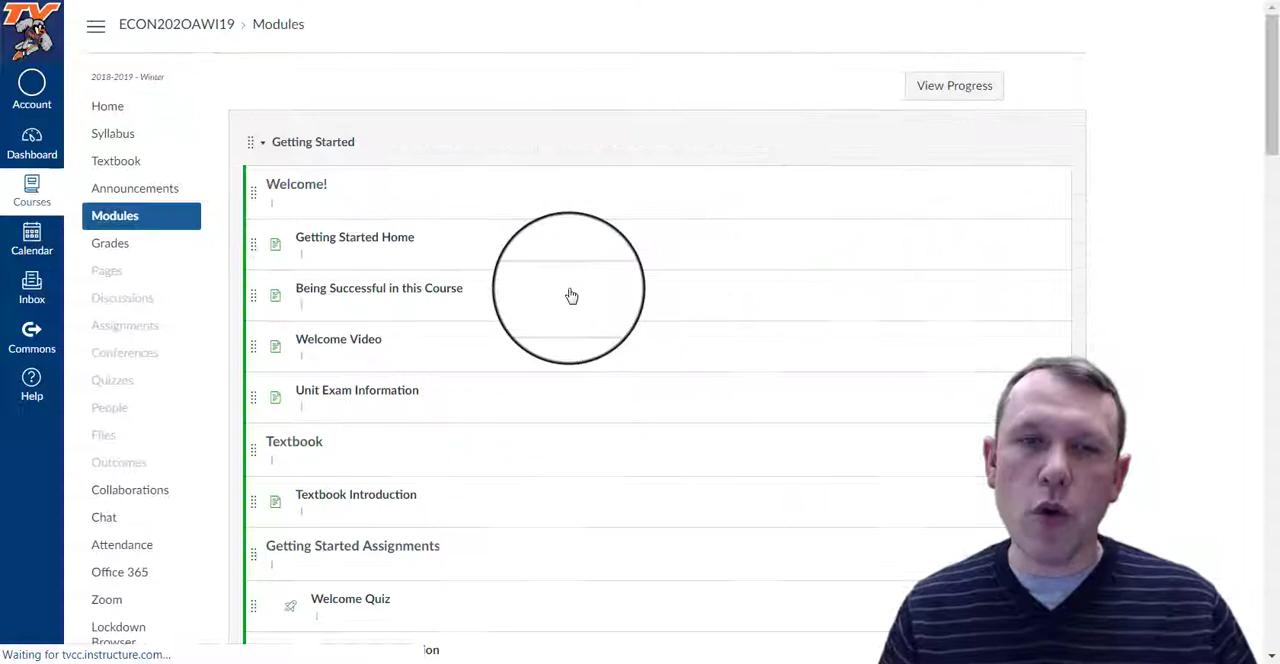 TV
ECON202OAWI19 > Modules
2018-2019 - Winter
View Progress
Account
Dashboard
Courses
Calendar
Inbox
Commons
Help
Home
Syllabus
Textbook
Announcements
Modules
Grades
Pages
Discussions
Assignments
Conferences
Quizzes
People
Files
Outcomes
Collaborations
Chat
Attendance
Office 365
Zoom
Lockdown
Browser
Getting Started
Welcome!
Getting Started Home
Being Successful in this Course
Welcome Video
Unit Exam Information
Textbook
Textbook Introduction
Getting Started Assignments
Welcome Quiz
Waiting for tvcc.instructure.com...